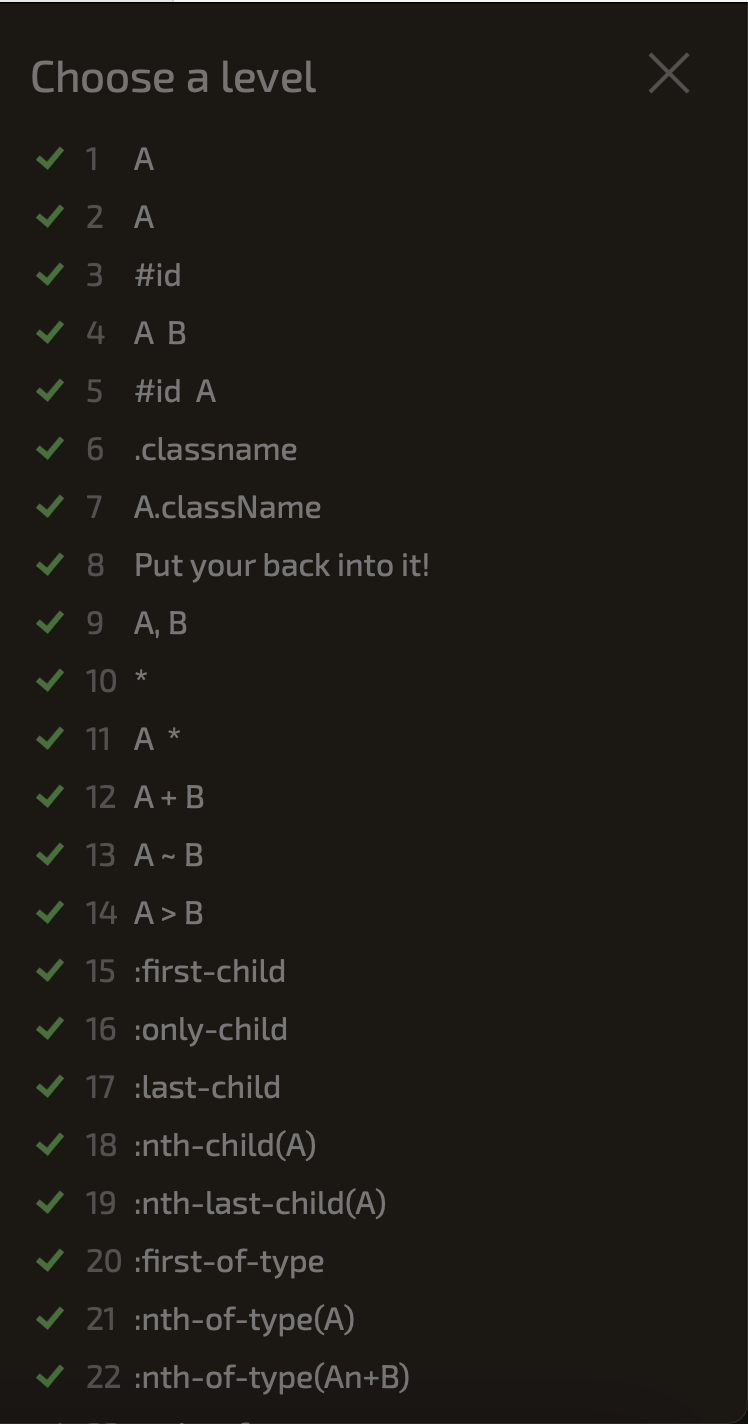 Choose a level
1 A
2 A
3 #id
4 A B
5 #id A
6 .classname
7 A.className
8 Put your back into it!
9 A, B
10 *
11 A *
12 A + B
13 A ~ B
14 A > B
15 :first-child
16 :only-child
17 :last-child
18 :nth-child(A)
19 :nth-last-child(A)
20 :first-of-type
21 :nth-of-type(A)
22 :nth-of-type(An+B)